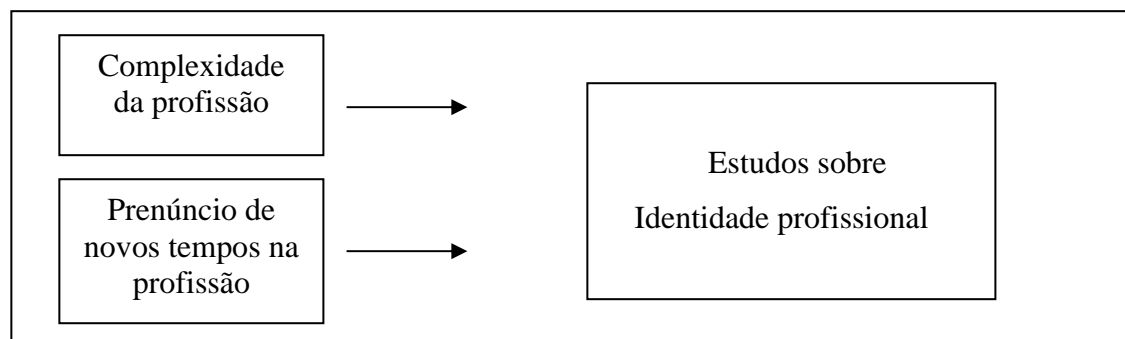 Complexidade
da profissão
Prenúncio de
novos tempos na
profissão
Estudos sobre
Identidade profissional